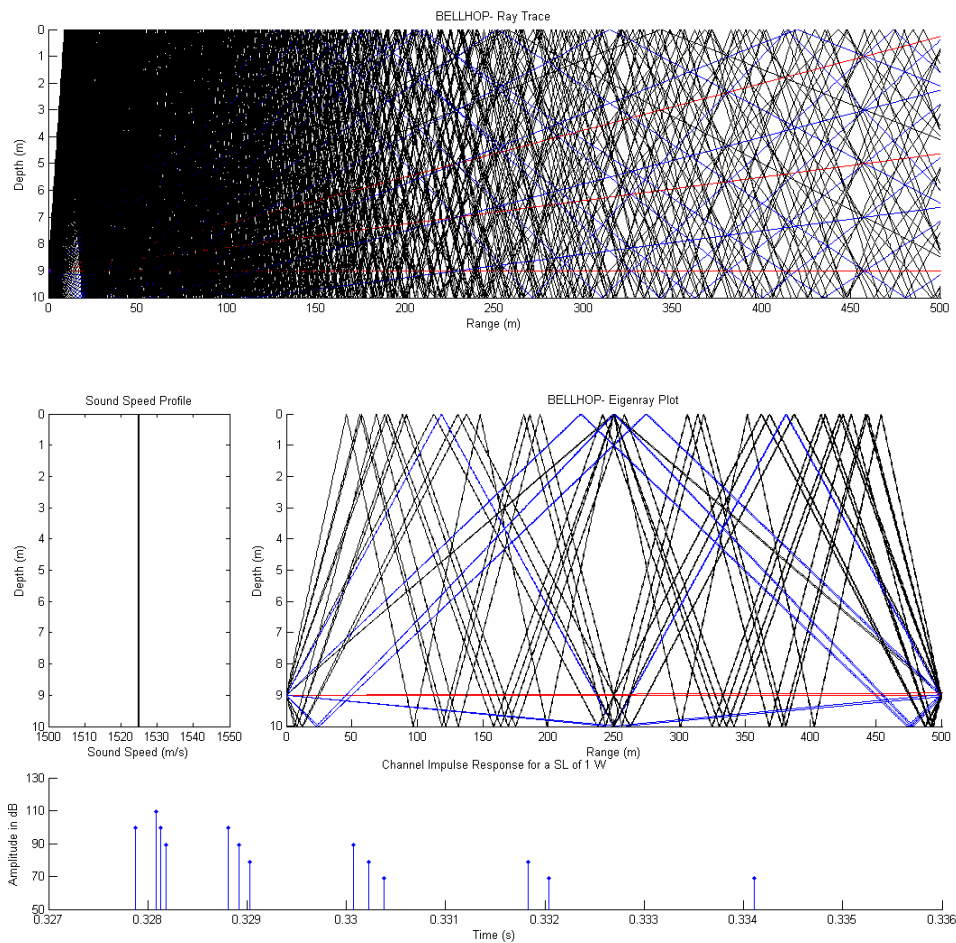 BELLHOP- Ray Trace
0
1
2
3
4
5
6
7
8
9
10
Depth (m)
0 50 100 150 200 250 300 350 400 450 500
Range (m)
Sound Speed Profile
0
1
2
3
4
5
6
7
8
9
10
Depth (m)
1500 1510 1520 1530 1540 1550
Sound Speed (m/s)
BELLHOP- Eigenray Plot
0
1
2
3
4
5
6
7
8
9
10
Depth (m)
0 50 100 150 200 250 300 350 400 450 500
Range (m)
Channel Impulse Response for a SL of 1 W
130
110
90
70
50
Amplitude in dB
0.327 0.328 0.329 0.33 0.331 0.332 0.333 0.334 0.335 0.336
Time (s)